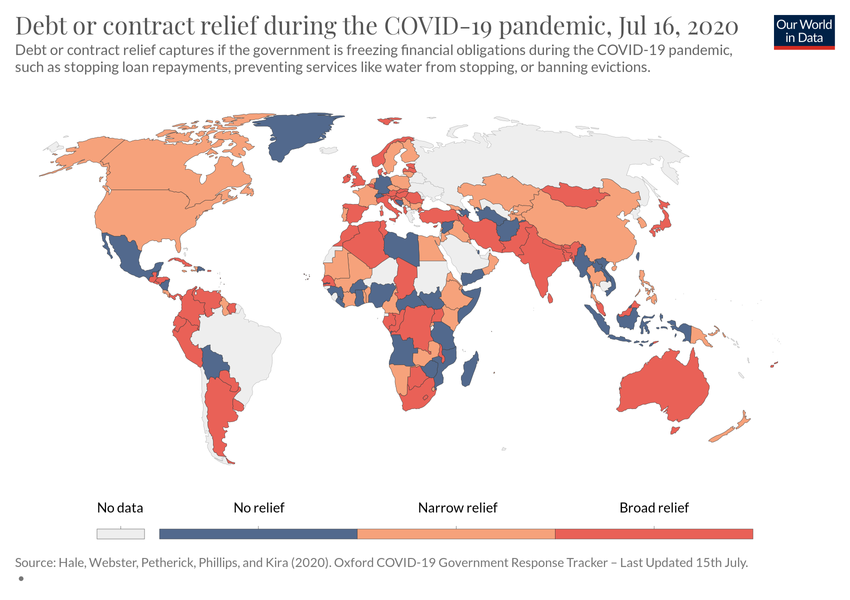 Debt or contract relief during the COVID-19 pandemic, Jul 16, 2020
Our World
in Data
Debt or contract relief captures if the government is freezing financial obligations during the COVID-19 pandemic,
such as stopping loan repayments, preventing services like water from stopping, or banning evictions.
No data
No relief
Narrow relief
Broad relief
Source: Hale, Webster, Petherick, Phillips, and Kira (2020). Oxford COVID-19 Government Response Tracker – Last Updated 15th July.
•